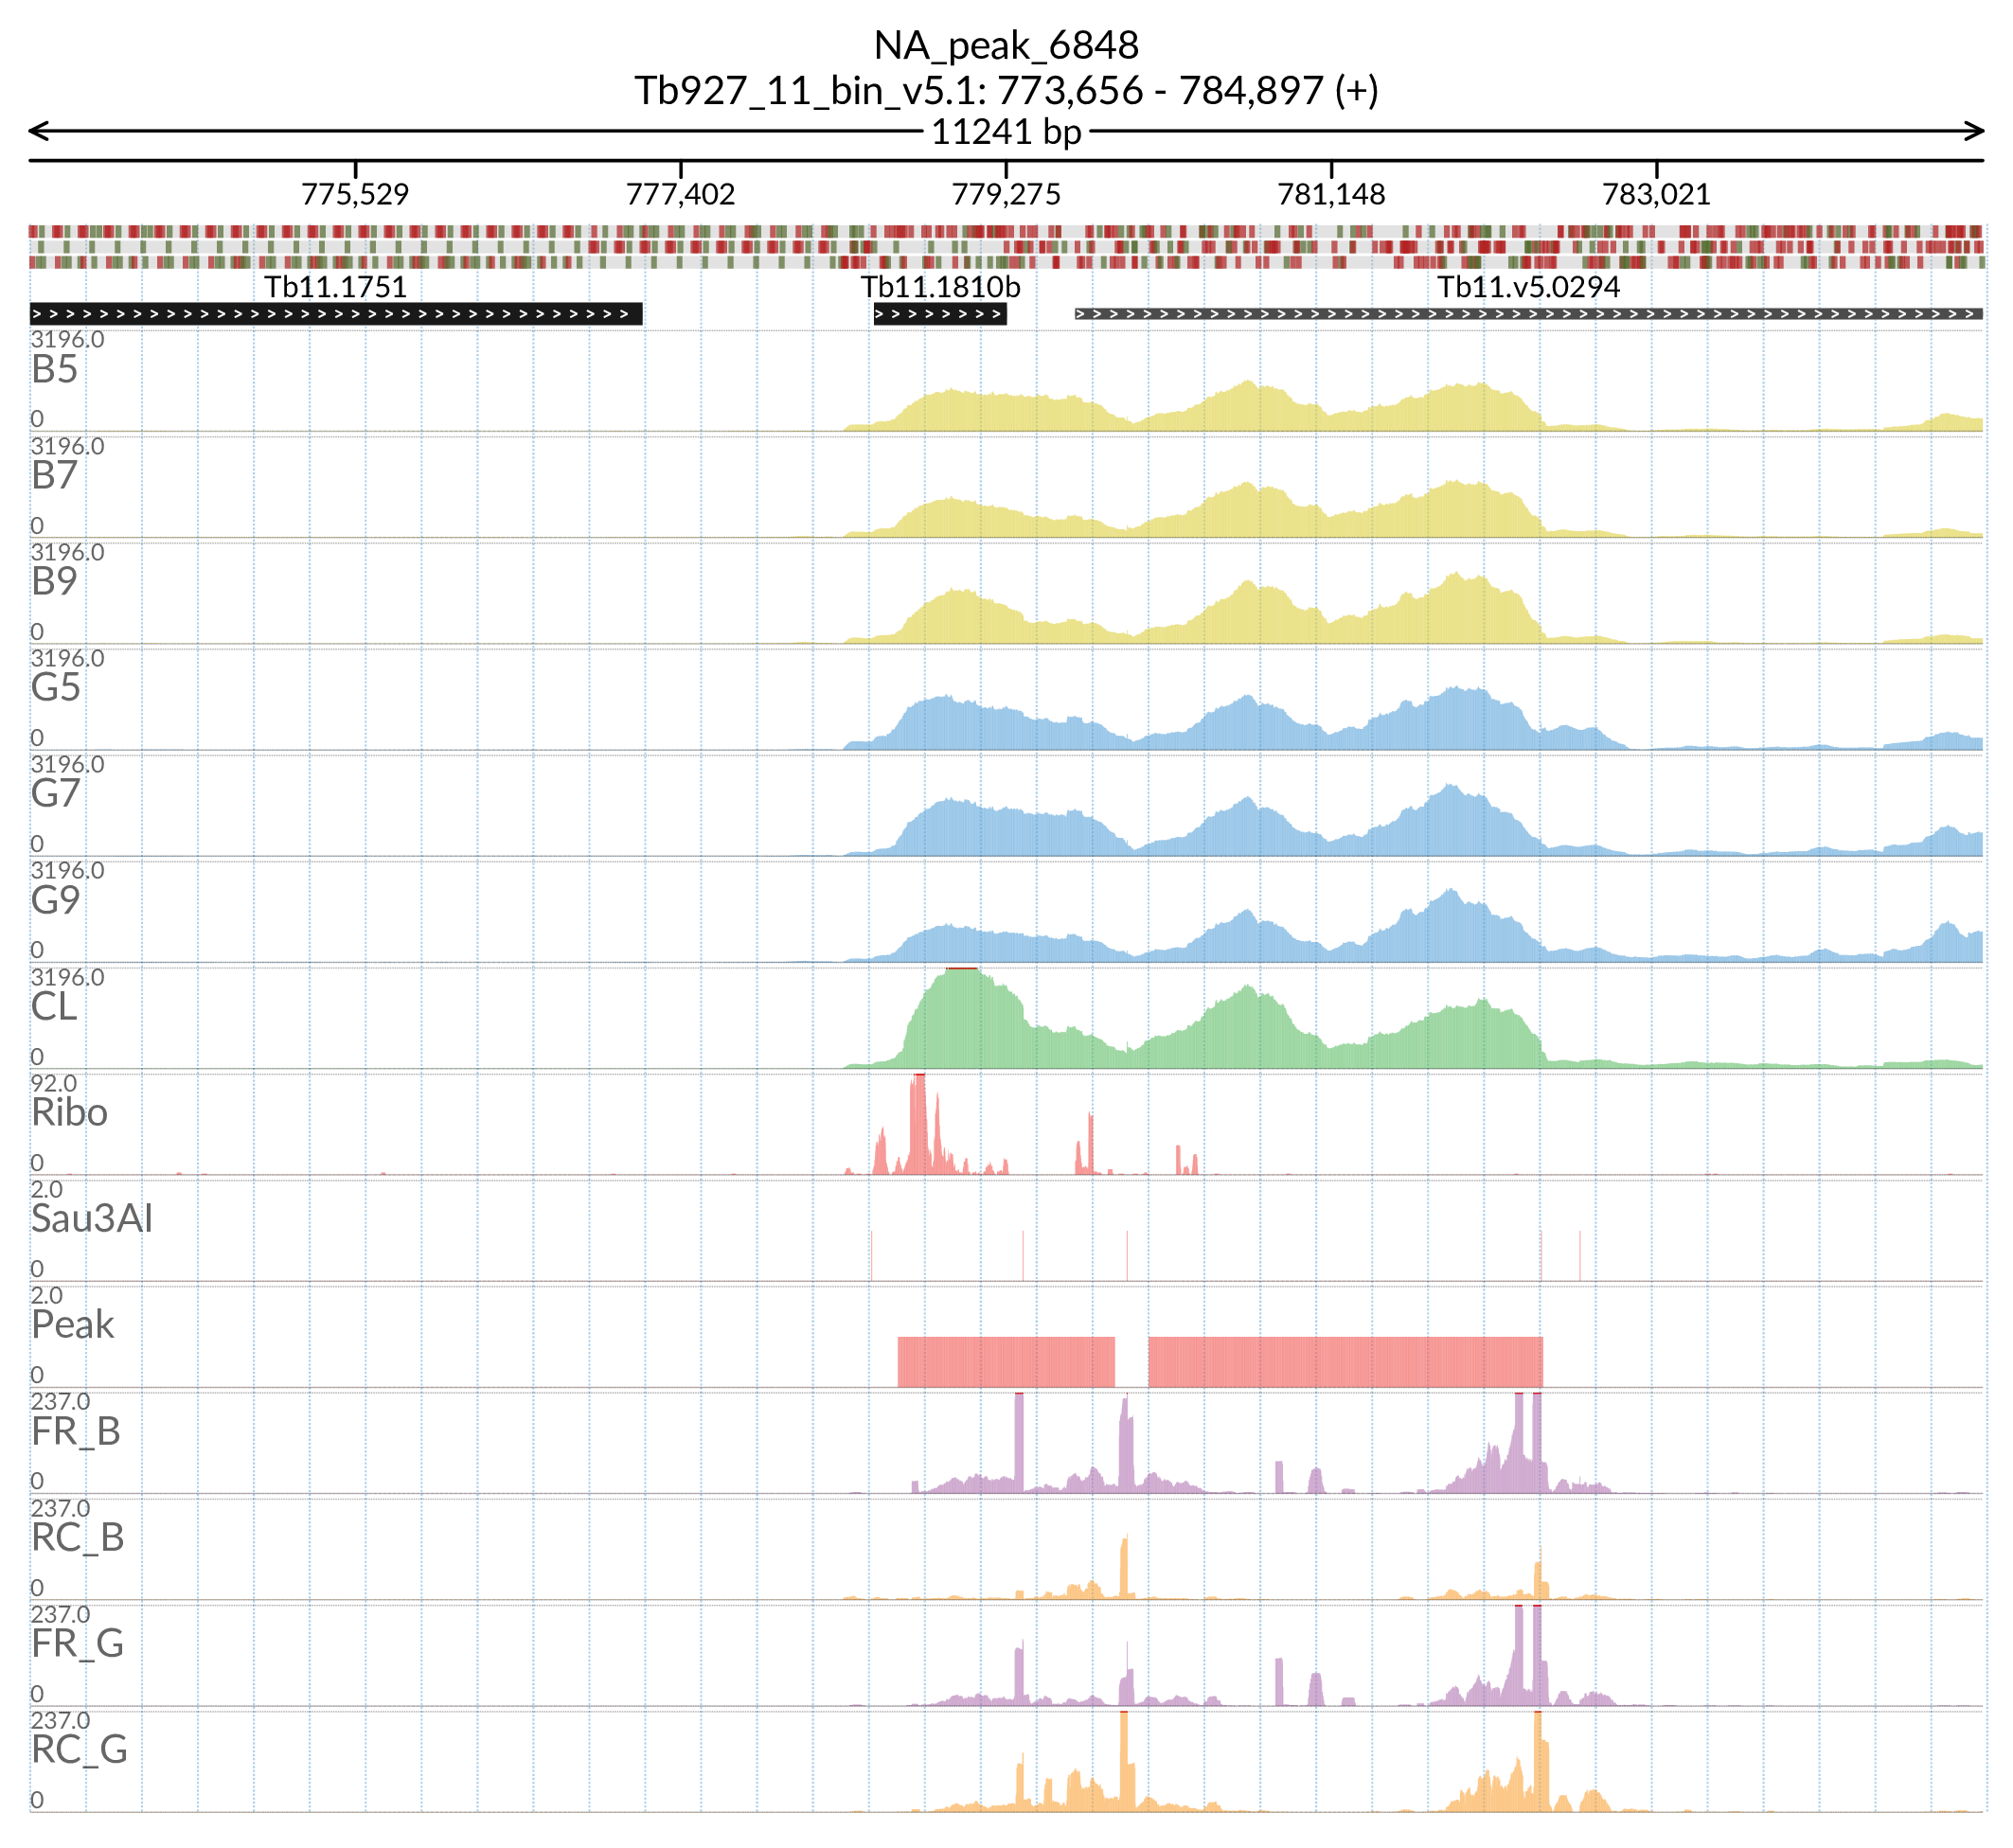 NA_peak_6848
Tb927_11_bin_v5.1: 773,656 - 784,897 (+)
11241 bp
775,529 777,402 779,275 781,148 783,021
Tb11.1751 Tb11.1810b Tb11.v5.0294
3196.0
B5
0
3196.0
B7
0
3196.0
B9
0
3196.0
G5
0
3196.0
G7
0
3196.0
G9
0
3196.0
CL
0
92.0
Ribo
0
2.0
Sau3AI
0
2.0
Peak
0
237.0
FR_B
0
237.0
RC_B
0
237.0
FR_G
0
237.0
RC_G
0